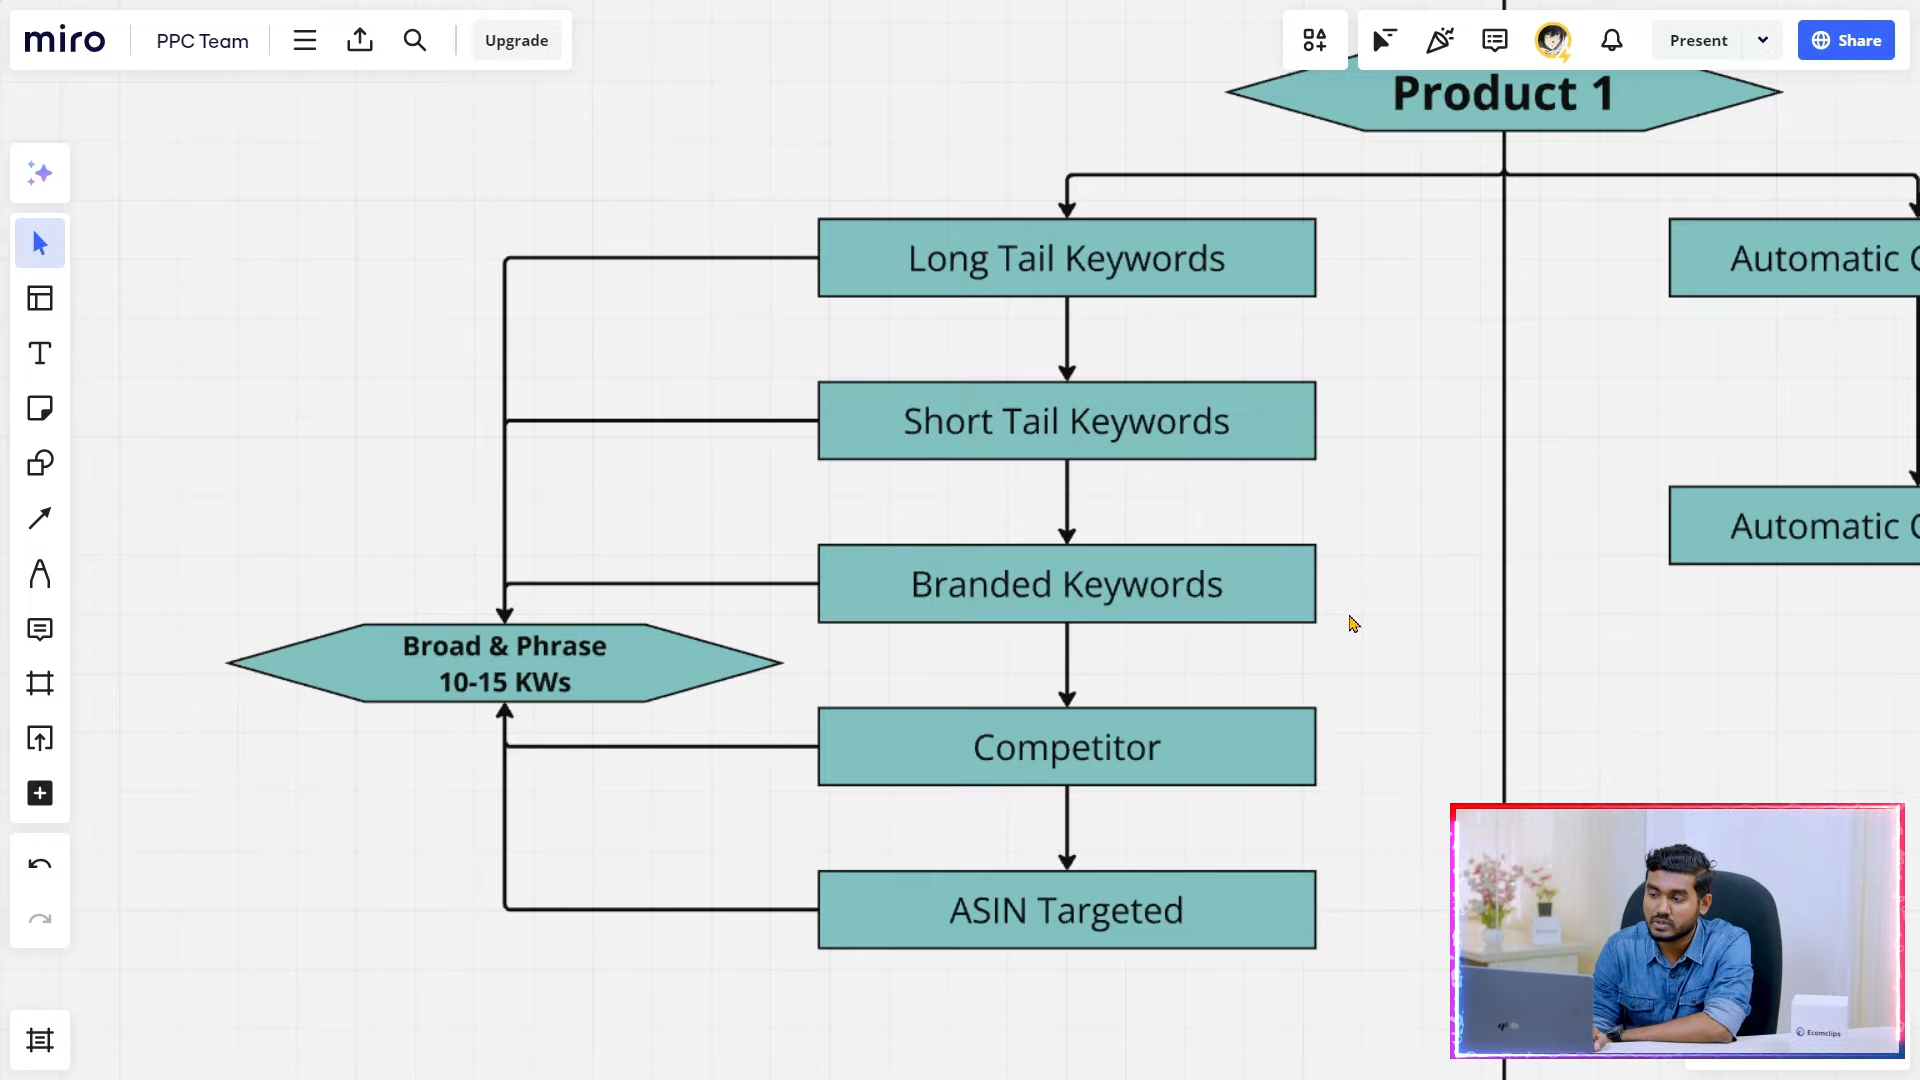 miro
PPC Team
Upgrade
Present
Share
Product 1
Long Tail Keywords
Automatic
Short Tail Keywords
Branded Keywords
Automatic
Broad & Phrase
10-15 KWs
Competitor
ASIN Targeted
Ecomclips